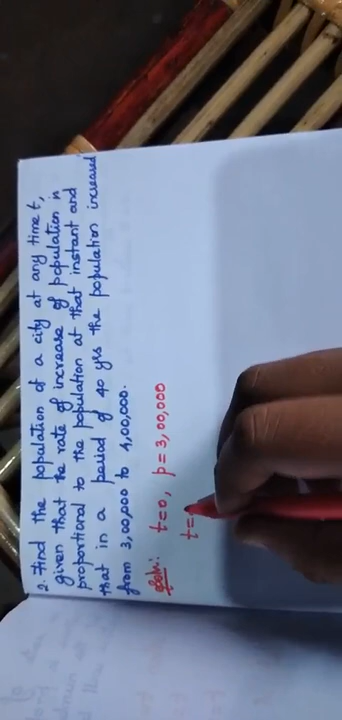 2. Find the population of a city at any time t,
given that the rate of increase of population is
proportional to the population at that instant and
that in a period of 40 yrs the population increased
from 3,00,000 to 4,00,000.
Soln: t=0, p=3,00,000
t=